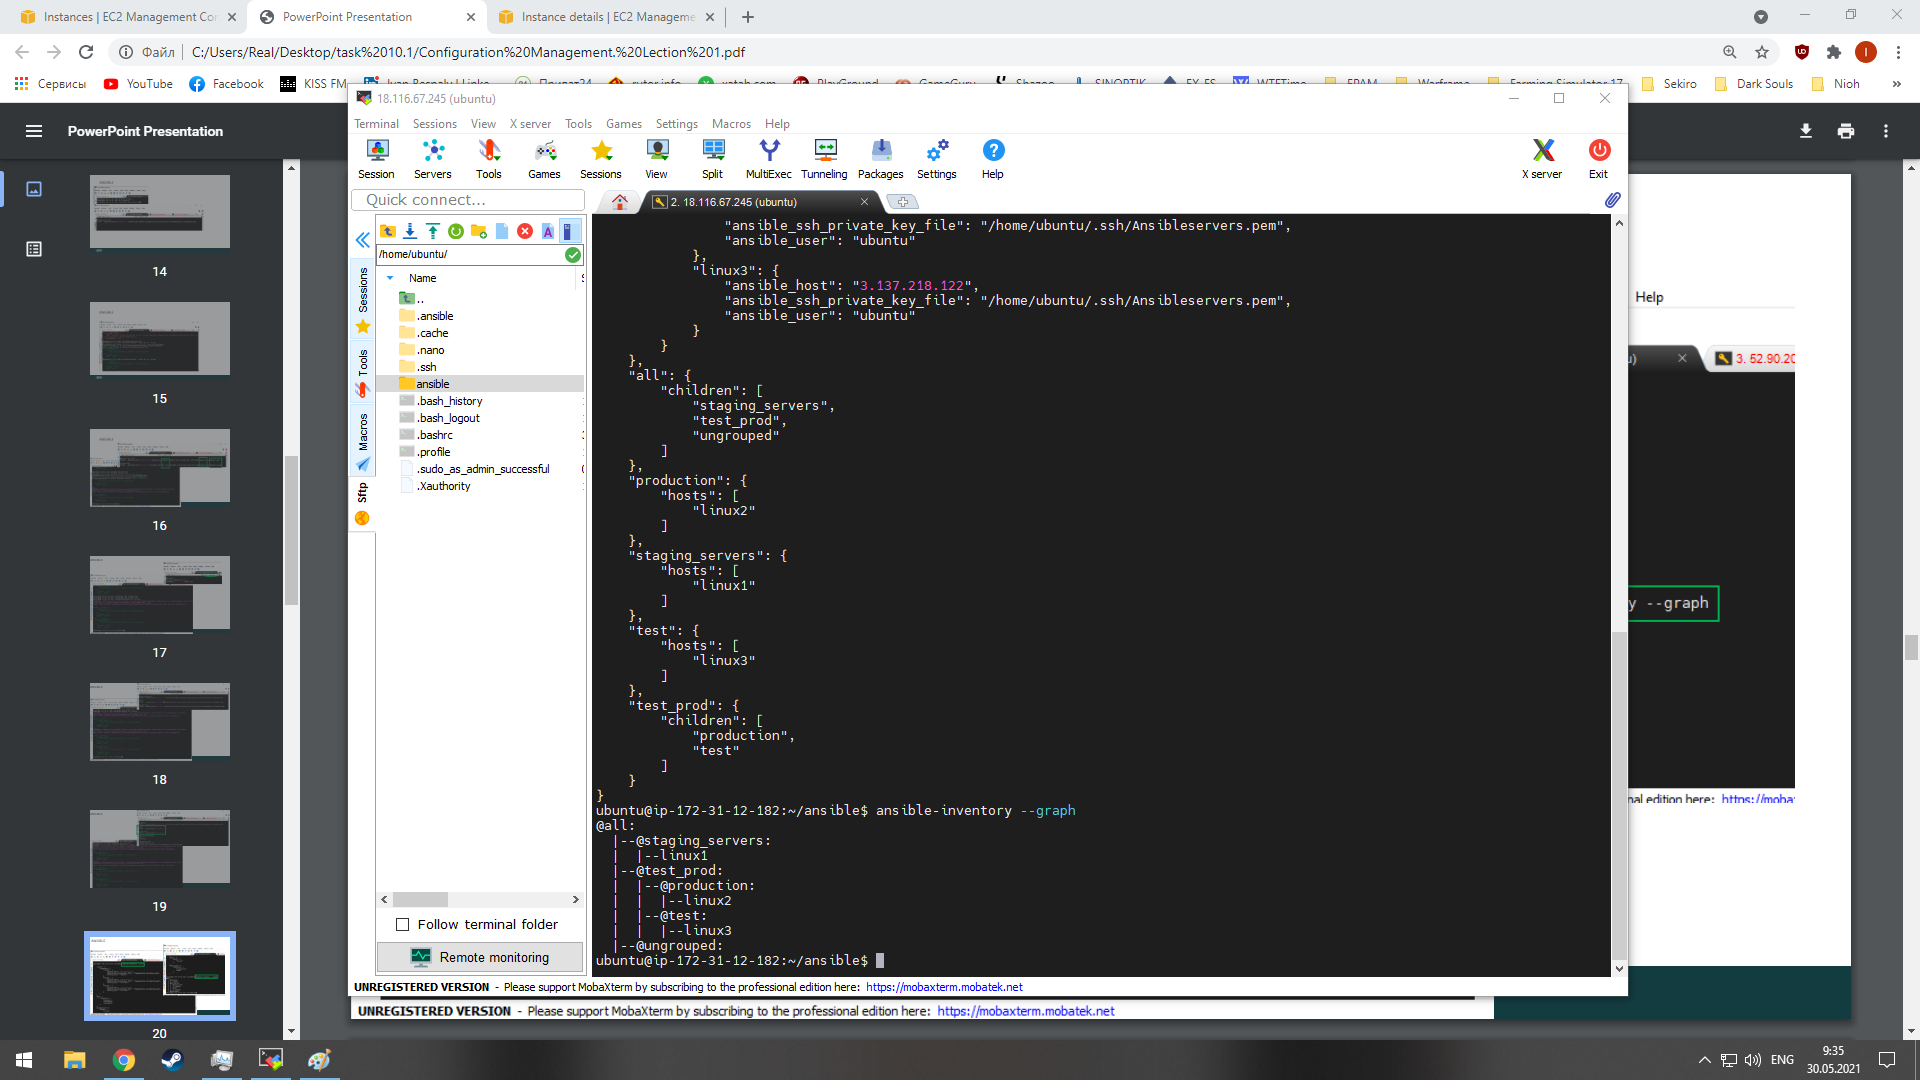 Instances | EC2 Management Con
PowerPoint Presentation
Instance details | EC2 Manageme
Файл
C:/Users/Real/Desktop/task%2010.1/Configuration%20Management.%20Lection%201.pdf
Сервисы
YouTube
Facebook
KISS FM
Sekiro
Dark Souls
Nioh
»
PowerPoint Presentation
14
15
16
17
18
19
20
18.116.67.245 (ubuntu)
Terminal Sessions View X server Tools Games Settings Macros Help
Session Servers Tools Games Sessions View Split MultiExec Tunneling Packages Settings Help X server Exit
Quick connect...
2. 18.116.67.245 (ubuntu)
/home/ubuntu/
Sessions
Tools
Macros
Sftp
Name
..
.ansible
.cache
.nano
.ssh
ansible
.bash_history
.bash_logout
.bashrc
.profile
.sudo_as_admin_successful
.Xauthority
Follow terminal folder
Remote monitoring
"ansible_ssh_private_key_file": "/home/ubuntu/.ssh/Ansibleservers.pem",
"ansible_user": "ubuntu"
},
"linux3": {
"ansible_host": "3.137.218.122",
"ansible_ssh_private_key_file": "/home/ubuntu/.ssh/Ansibleservers.pem",
"ansible_user": "ubuntu"
}
}
},
"all": {
"children": [
"staging_servers",
"test_prod",
"ungrouped"
]
},
"production": {
"hosts": [
"linux2"
]
},
"staging_servers": {
"hosts": [
"linux1"
]
},
"test": {
"hosts": [
"linux3"
]
},
"test_prod": {
"children": [
"production",
"test"
]
}
}
ubuntu@ip-172-31-12-182:~/ansible$ ansible-inventory --graph
@all:
|--@staging_servers:
| |--linux1
|--@test_prod:
| |--@production:
| | |--linux2
| |--@test:
| | |--linux3
|--@ungrouped:
ubuntu@ip-172-31-12-182:~/ansible$
UNREGISTERED VERSION - Please support MobaXterm by subscribing to the professional edition here: https://mobaxterm.mobatek.net
Help
3. 52.90.20
y --graph
nal edition here: https://moba
UNREGISTERED VERSION - Please support MobaXterm by subscribing to the professional edition here: https://mobaxterm.mobatek.net
ENG
9:35
30.05.2021